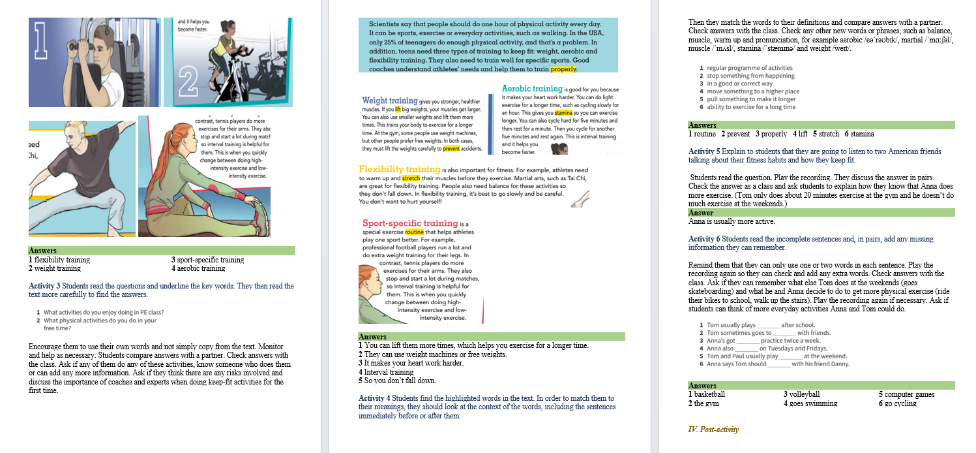 1
and it helps you
become faster.
2
eed
hi,
contrast, tennis players do more
exercises for their arms. They also
stop and start a lot during match
so interval training is helpful for
them. This is when you quickly
change between doing high-
intensity exercise and low-
intensity exercise.
Answers
1 flexibility training 3 sport-specific training
2 weight training 4 aerobic training
Activity 3 Students read the questions and underline the key words. They then read the
text more carefully to find the answers.
1 What activities do you enjoy doing in PE class?
2 What physical activities do you do in your
free time?
Encourage them to use their own words and not simply copy from the text. Monitor
and help as necessary. Students compare answers with a partner. Check answers with
the class. Ask if any of them do any of these activities, know someone who does them
or can add any more information. Ask if they think there are any risks involved and
discuss the importance of coaches and experts when doing keep-fit activities for the
first time.
Scientists say that people should do one hour of physical activity every day.
It can be sports, exercise or everyday activities, such as walking. In the USA,
only 25% of teenagers do enough physical activity, and that's a problem. In
addition, teens need three types of training to keep fit: weight, aerobic and
flexibility training. They also need to train well for specific sports. Good
coaches understand athletes' needs and help them to train properly.
Weight training gives you stronger, healthier
muscles. If you lift big weights, your muscles get larger.
You can also use smaller weights and lift them more
times. This trains your body to exercise for a longer
time. At the gym, some people use weight machines,
but other people prefer free weights. In both cases,
they must lift the weights carefully to prevent accidents.
Aerobic training is good for you because
it makes your heart work harder. You can do light
exercise for a longer time, such as cycling slowly for
an hour. This gives you stamina so you can exercise
longer. You can also cycle hard for five minutes and
then rest for a minute. Then you cycle for another
five minutes and rest again. This is interval training
and it helps you
become faster.
Flexibility training is also important for fitness. For example, athletes need
to warm up and stretch their muscles before they exercise. Martial arts, such as Tai Chi,
are great for flexibility training. People also need balance for these activities so
they don't fall down. In flexibility training, it's best to go slowly and be careful.
You don't want to hurt yourself!
Sport-specific training is a
special exercise routine that helps athletes
play one sport better. For example,
professional football players run a lot and
do extra weight training for their legs. In
contrast, tennis players do more
exercises for their arms. They also
stop and start a lot during matches,
so interval training is helpful for
them. This is when you quickly
change between doing high-
intensity exercise and low-
intensity exercise.
Answers
1 You can lift them more times, which helps you exercise for a longer time.
2 They can use weight machines or free weights.
3 It makes your heart work harder.
4 Interval training
5 So you don't fall down.
Activity 4 Students find the highlighted words in the text. In order to match them to
their meanings, they should look at the context of the words, including the sentences
immediately before or after them.
Then they match the words to their definitions and compare answers with a partner.
Check answers with the class. Check any other new words or phrases, such as balance,
muscle, warm up and pronunciation, for example aerobic /eəˈrəʊbɪk/, martial /ˈmɑːʃəl/,
muscle /ˈmʌsl/, stamina /ˈstæmɪnə/ and weight /weɪt/.
1 regular programme of activities
2 stop something from happening
3 in a good or correct way
4 move something to a higher place
5 pull something to make it longer
6 ability to exercise for a long time
Answers
1 routine 2 prevent 3 properly 4 lift 5 stretch 6 stamina
Activity 5 Explain to students that they are going to listen to two American friends
talking about their fitness habits and how they keep fit.
Students read the question. Play the recording. They discuss the answer in pairs.
Check the answer as a class and ask students to explain how they know that Anna does
more exercise. (Tom only does about 20 minutes exercise at the gym and he doesn't do
much exercise at the weekends.)
Answer
Anna is usually more active.
Activity 6 Students read the incomplete sentences and, in pairs, add any missing
information they can remember.
Remind them that they can only use one or two words in each sentence. Play the
recording again so they can check and add any extra words. Check answers with the
class. Ask if they can remember what else Tom does at the weekends (goes
skateboarding) and what he and Anna decide to do to get more physical exercise (ride
their bikes to school, walk up the stairs). Play the recording again if necessary. Ask if
students can think of more everyday activities Anna and Tom could do.
1 Tom usually plays ______ after school.
2 Tom sometimes goes to ______ with friends.
3 Anna's got ______ practice twice a week.
4 Anna also ______ on Tuesdays and Fridays.
5 Tom and Paul usually play ______ at the weekend.
6 Anna says Tom should ______ with his friend Danny.
Answers
1 basketball 3 volleyball 5 computer games
2 the gym 4 goes swimming 6 go cycling
IV. Post-activity